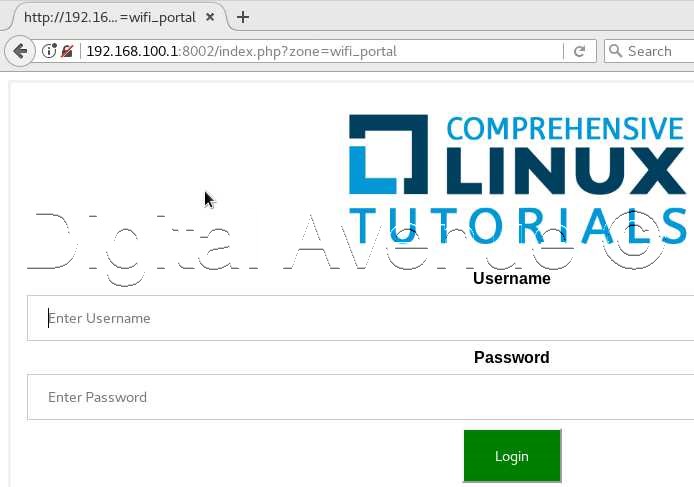 http://192.16... =wifi_portal
192.168.100.1:8002/index.php?zone=wifi_portal
Search
COMPREHENSIVE
LINUX
TUTORIALS
Digital Avenue ©
Username
Enter Username
Password
Enter Password
Login